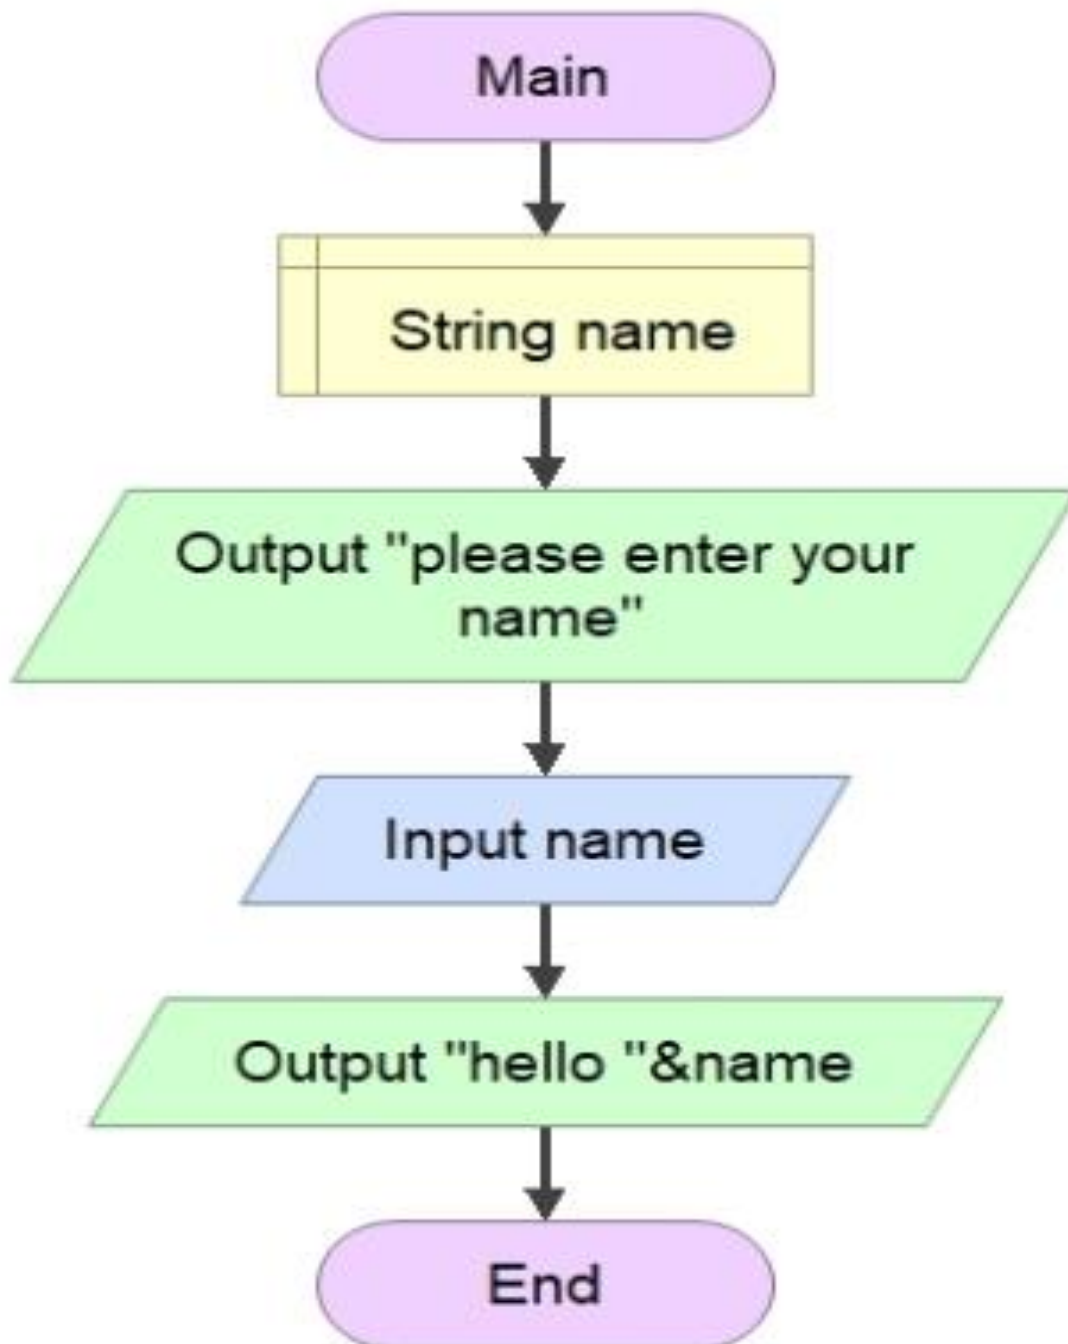 Main
String name
Output "please enter your
name"
Input name
Output "hello "&name
End